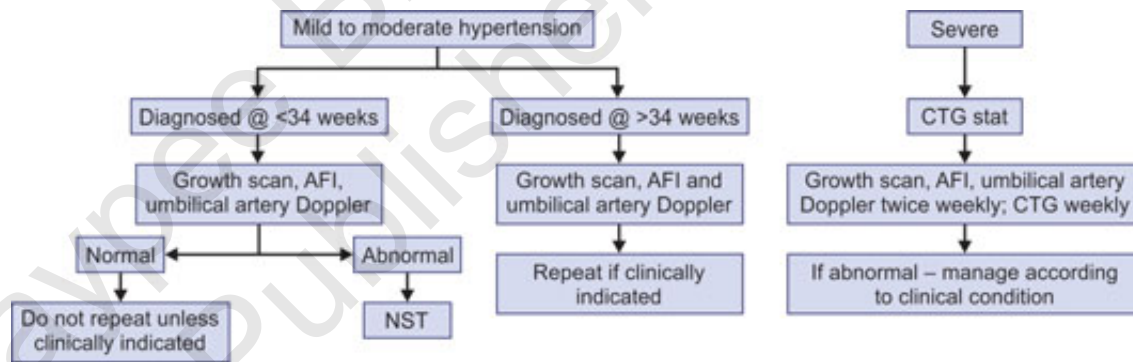 Mild to moderate hypertension
Severe
Diagnosed @ <34 weeks
Diagnosed @ >34 weeks
CTG stat
Growth scan, AFI,
umbilical artery Doppler
Growth scan, AFI and
umbilical artery Doppler
Growth scan, AFI, umbilical artery
Doppler twice weekly; CTG weekly
Normal
Abnormal
Repeat if clinically
indicated
If abnormal – manage according
to clinical condition
Do not repeat unless
clinically indicated
NST